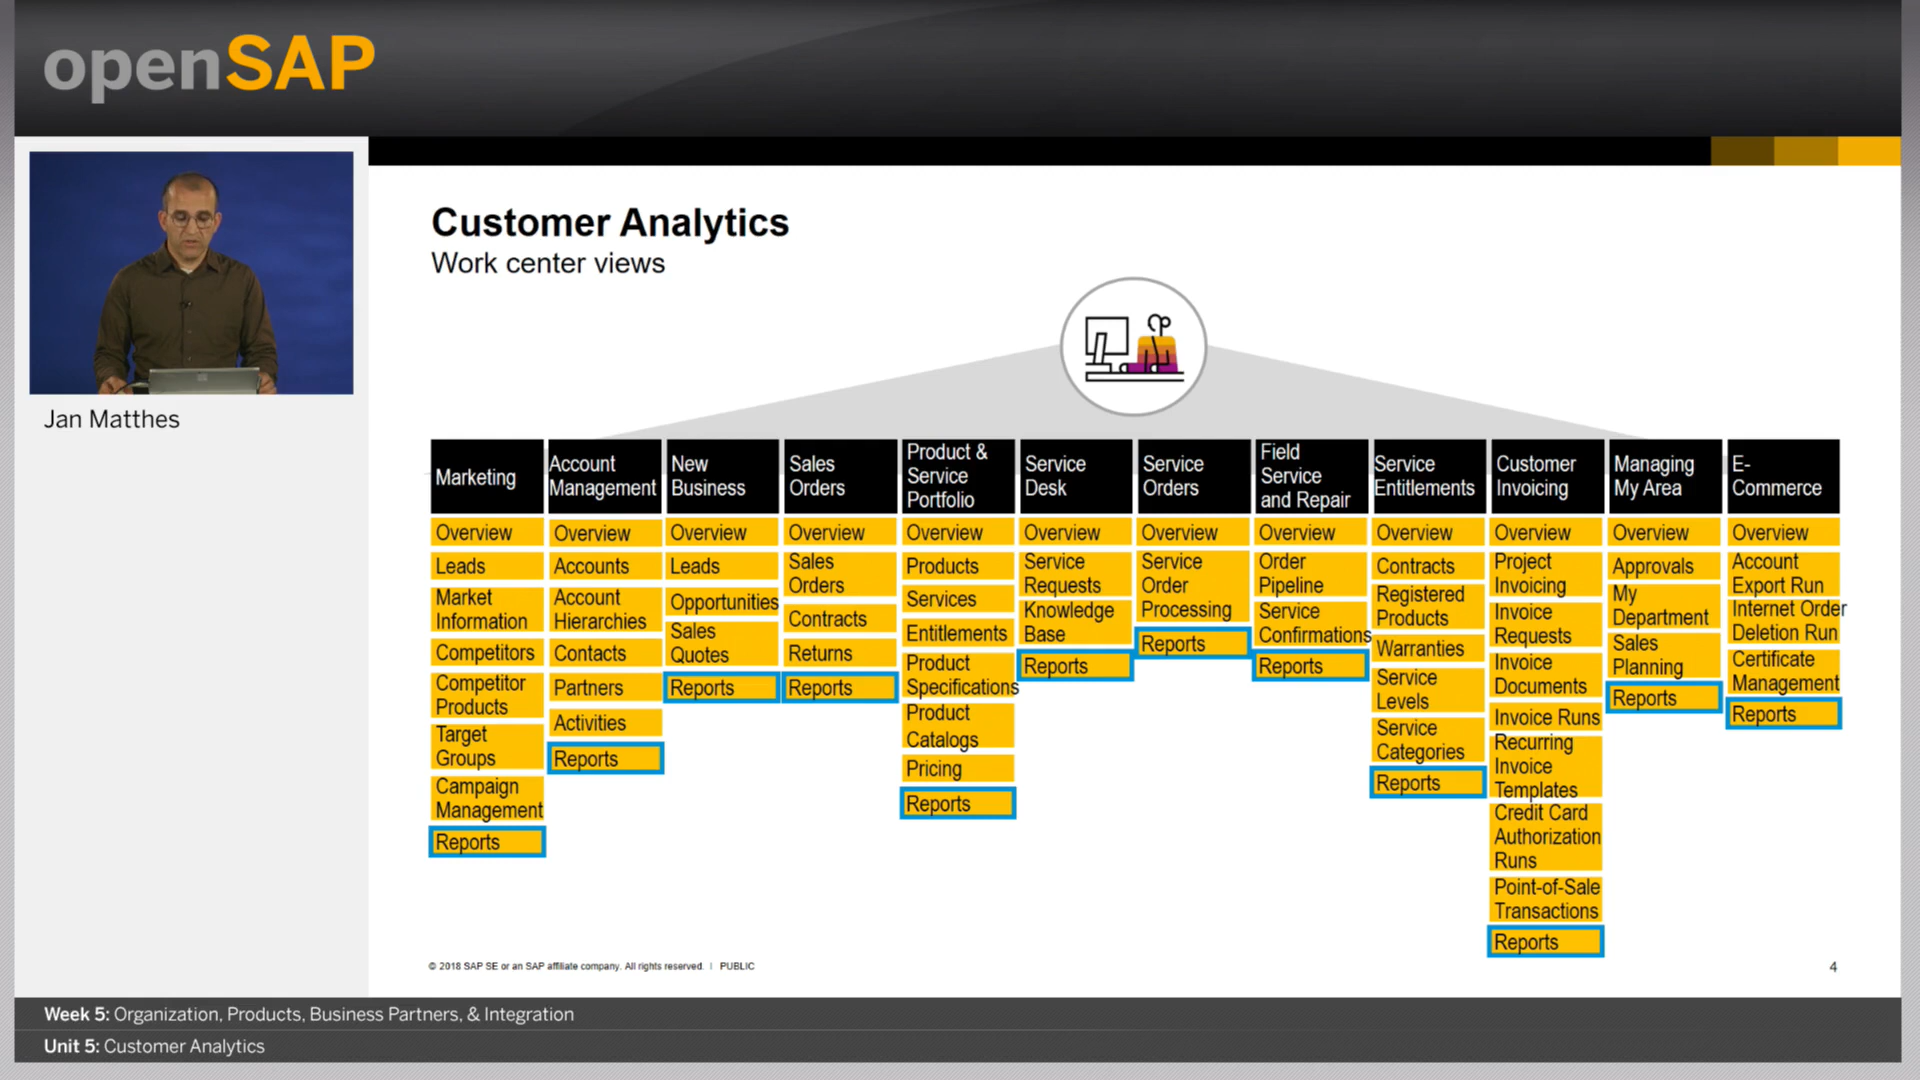 openSAP
Jan Matthes
Customer Analytics
Work center views
Marketing
Overview
Leads
Market
Information
Competitors
Competitor
Products
Target
Groups
Campaign
Management
Reports
Account
Management
Overview
Accounts
Account
Hierarchies
Contacts
Partners
Activities
Reports
New
Business
Overview
Leads
Opportunities
Sales
Quotes
Reports
Sales
Orders
Overview
Sales
Orders
Contracts
Returns
Reports
Product &
Service
Portfolio
Overview
Products
Services
Entitlements
Product
Specifications
Product
Catalogs
Pricing
Reports
Service
Desk
Overview
Service
Requests
Knowledge
Base
Reports
Service
Orders
Overview
Service
Order
Processing
Reports
Field
Service
and Repair
Overview
Order
Pipeline
Service
Confirmations
Reports
Service
Entitlements
Overview
Contracts
Registered
Products
Warranties
Service
Levels
Service
Categories
Reports
Customer
Invoicing
Overview
Project
Invoicing
Invoice
Requests
Invoice
Documents
Invoice Runs
Recurring
Invoice
Templates
Credit Card
Authorization
Runs
Point-of-Sale
Transactions
Reports
Managing
My Area
Overview
Approvals
My
Department
Sales
Planning
Reports
E-
Commerce
Overview
Account
Export Run
Internet Order
Deletion Run
Certificate
Management
Reports
© 2018 SAP SE or an SAP affiliate company. All rights reserved. | PUBLIC
4
Week 5: Organization, Products, Business Partners, & Integration
Unit 5: Customer Analytics